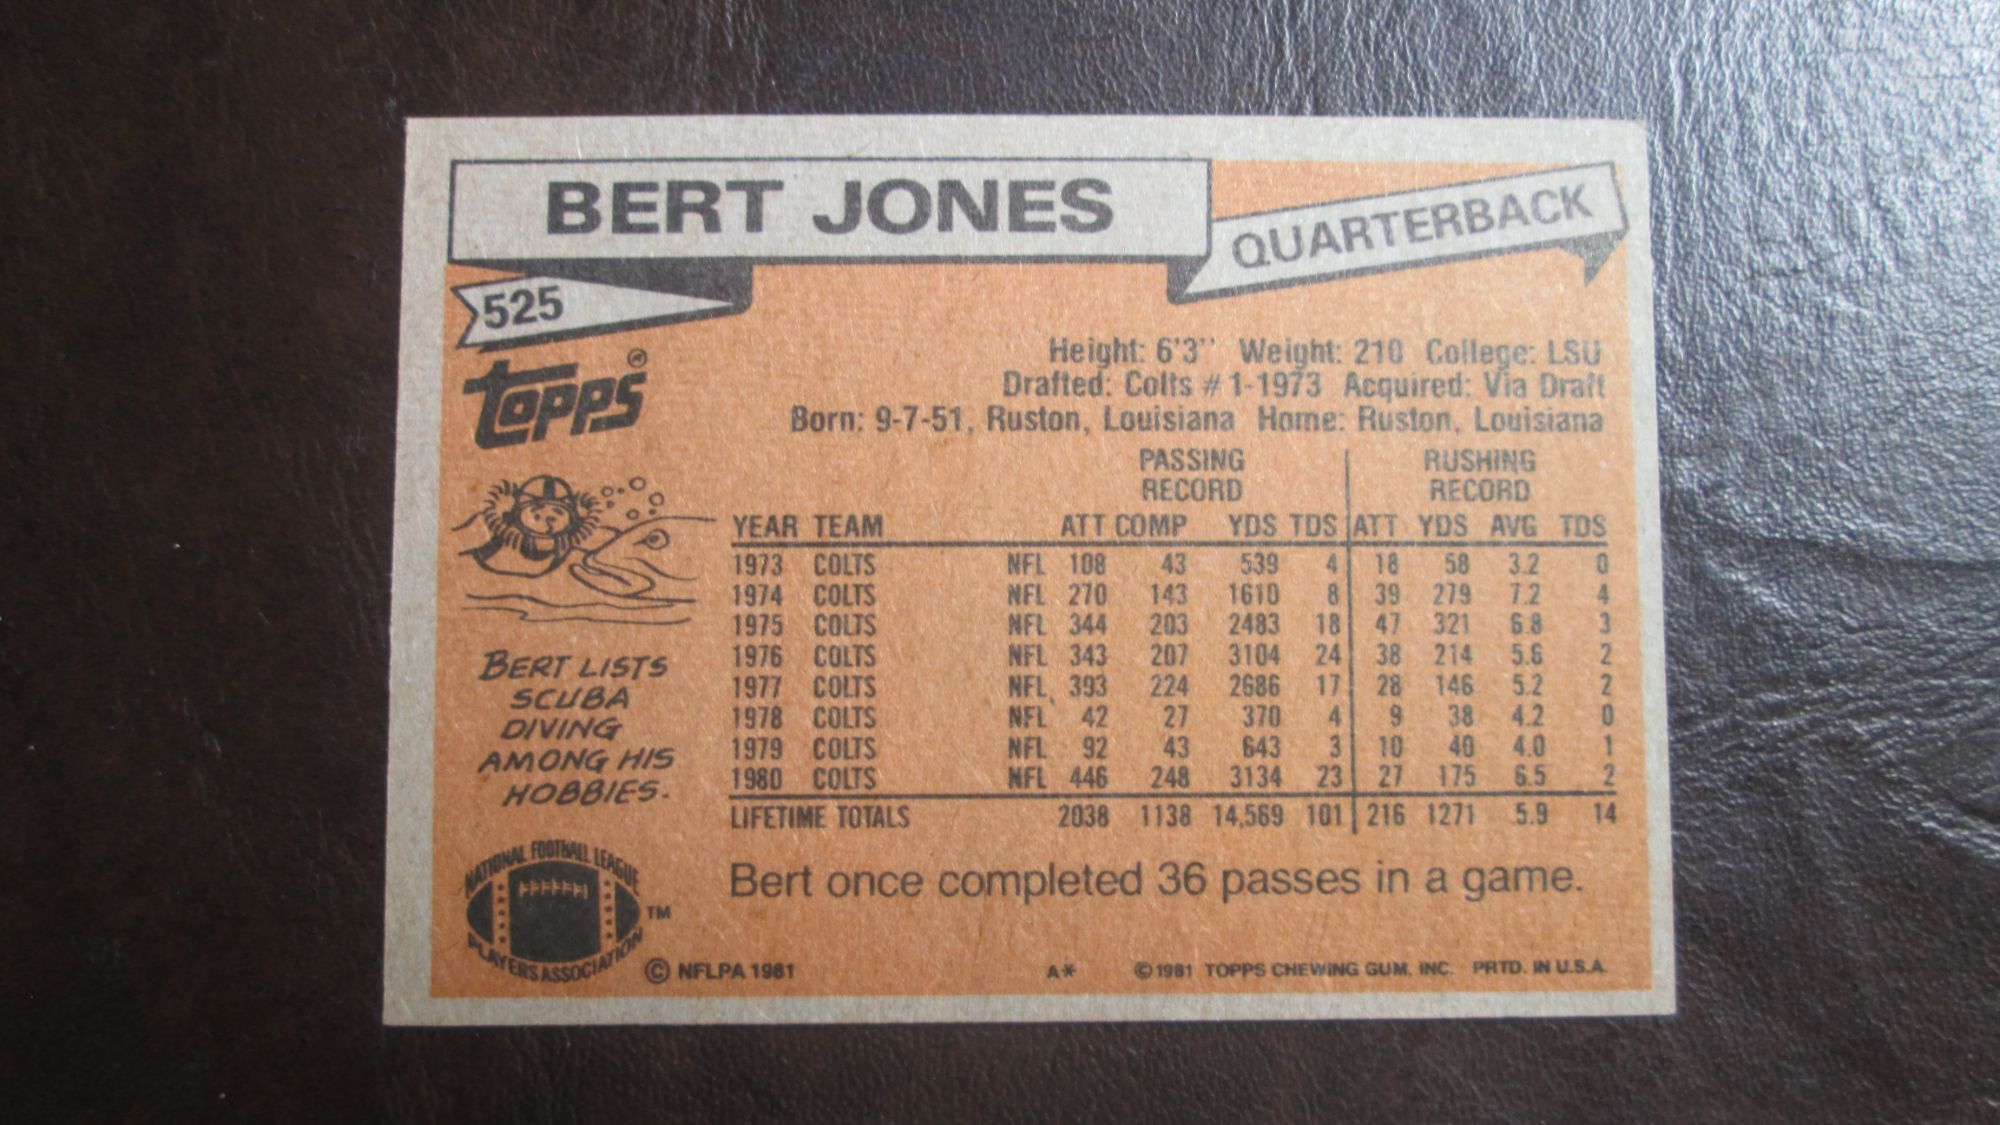 BERT JONES
QUARTERBACK
525
TOPPS®
Height: 6'3" Weight: 210 College: LSU
Drafted: Colts #1-1973 Acquired: Via Draft
Born: 9-7-51, Ruston, Louisiana Home: Ruston, Louisiana
PASSING RECORD RUSHING RECORD
YEAR TEAM ATT COMP YDS TDS ATT YDS AVG TDS
1973 COLTS NFL 108 43 539 4 18 58 3.2 0
1974 COLTS NFL 270 143 1610 8 39 279 7.2 4
1975 COLTS NFL 344 203 2483 18 47 321 6.8 3
1976 COLTS NFL 343 207 3104 24 38 214 5.6 2
1977 COLTS NFL 393 224 2686 17 28 146 5.2 2
1978 COLTS NFL 42 27 370 4 9 38 4.2 0
1979 COLTS NFL 92 43 643 3 10 40 4.0 1
1980 COLTS NFL 446 248 3134 23 27 175 6.5 2
LIFETIME TOTALS 2038 1138 14,569 101 216 1271 5.9 14
BERT LISTS
SCUBA
DIVING
AMONG HIS
HOBBIES.
Bert once completed 36 passes in a game.
NATIONAL FOOTBALL LEAGUE
PLAYERS ASSOCIATION
TM
© NFLPA 1981
A*
© 1981 TOPPS CHEWING GUM, INC. PRTD. IN U.S.A.